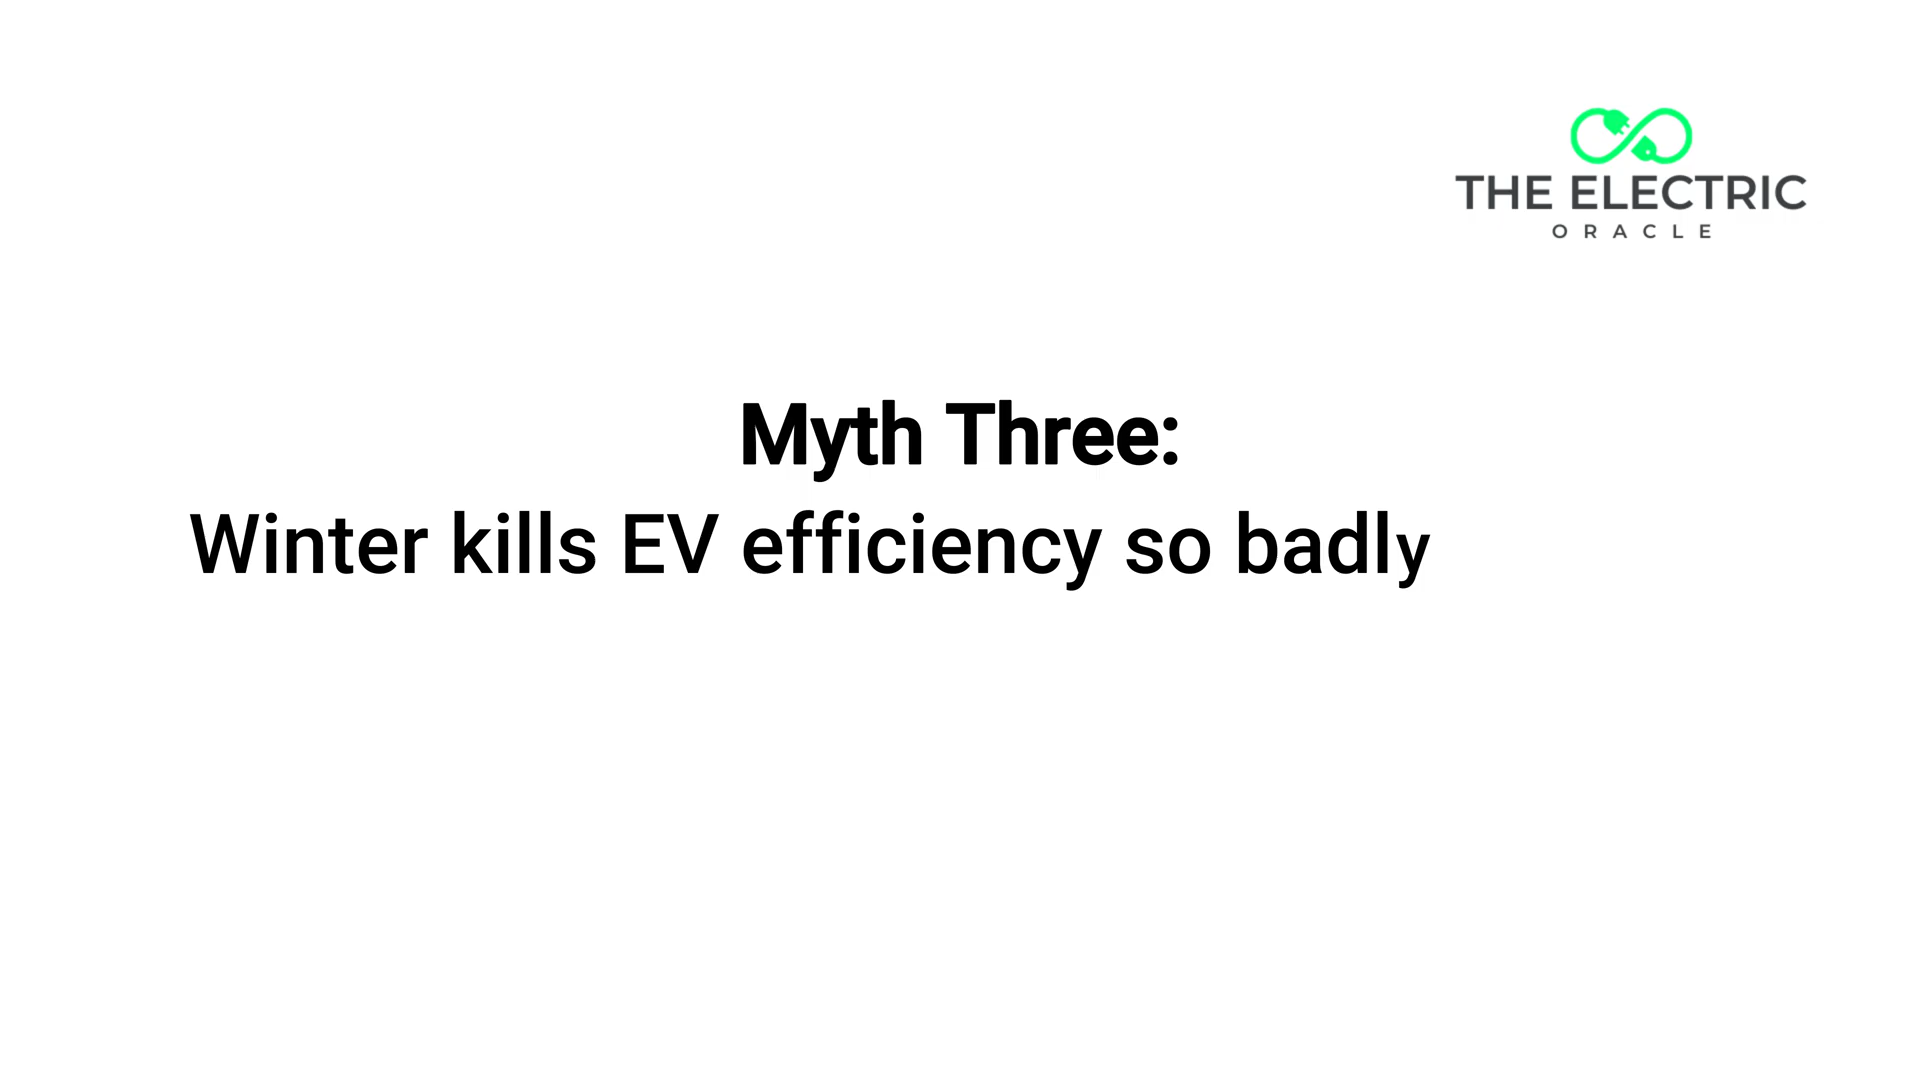 THE ELECTRIC
ORACLE
Myth Three:
Winter kills EV efficiency so badly